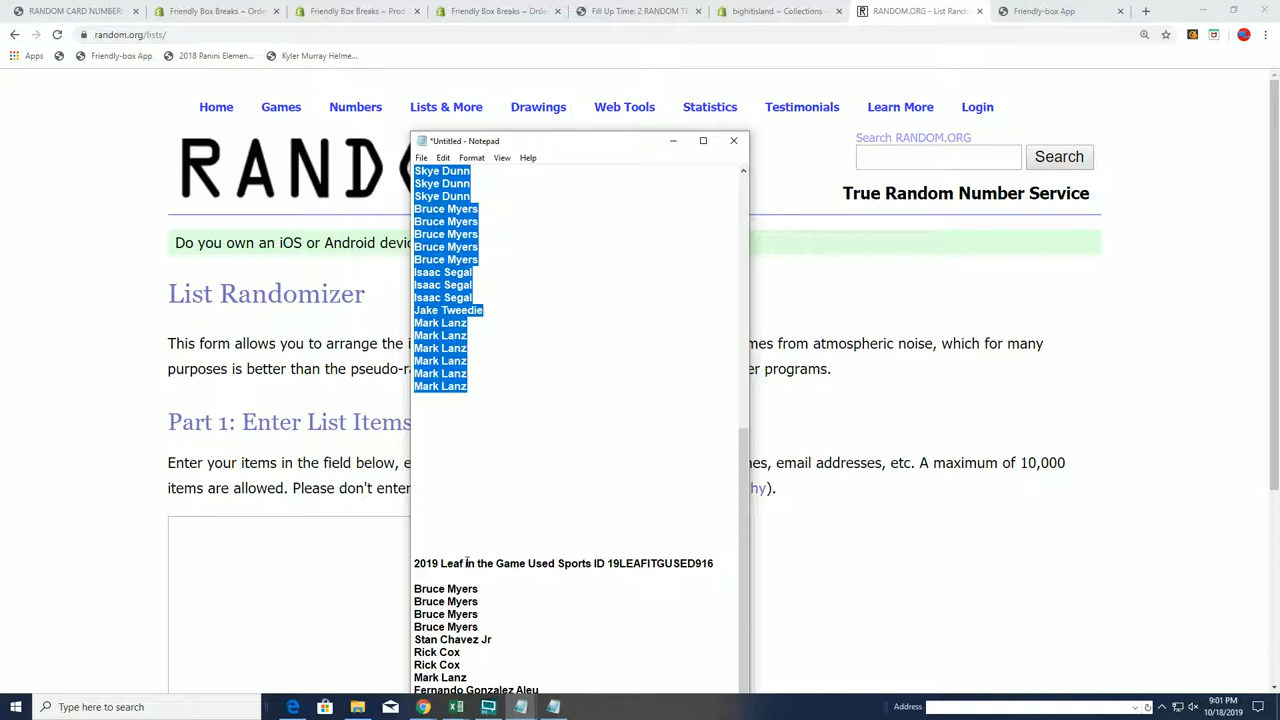 RANDOM CARD NUMBER:
Friendly Box Breaks ~ Orde
Friendly Box Breaks ~ Prod
Friendly Box Breaks ~ Orde
Fill Up Time: 2 RANDOM TE
bighitisland ~ Collections
RANDOM.ORG - List Randor
Friendly-box App
random.org/lists/
Apps
Friendly-box App
2018 Panini Elemen...
Kyler Murray Helme...
Home
Games
Numbers
Lists & More
Drawings
Web Tools
Statistics
Testimonials
Learn More
Login
RAND
Search RANDOM.ORG
Search
True Random Number Service
Do you own an iOS or Android devic
List Randomizer
This form allows you to arrange the i
mes from atmospheric noise, which for many
purposes is better than the pseudo-ra
er programs.
Part 1: Enter List Items
Enter your items in the field below, e
nes, email addresses, etc. A maximum of 10,000
items are allowed. Please don't enter
hy).
*Untitled - Notepad
File
Edit
Format
View
Help
Skye Dunn
Skye Dunn
Skye Dunn
Bruce Myers
Bruce Myers
Bruce Myers
Bruce Myers
Bruce Myers
Isaac Segal
Isaac Segal
Isaac Segal
Jake Tweedie
Mark Lanz
Mark Lanz
Mark Lanz
Mark Lanz
Mark Lanz
Mark Lanz
2019 Leaf in the Game Used Sports ID 19LEAFITGUSED916
Bruce Myers
Bruce Myers
Bruce Myers
Bruce Myers
Stan Chavez Jr
Rick Cox
Rick Cox
Mark Lanz
Fernando Gonzalez Aleu
Type here to search
Address
9:01 PM
10/18/2019